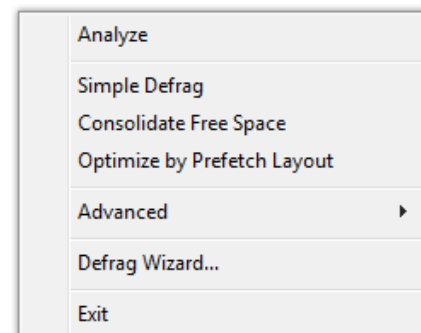 Analyze
Simple Defrag
Consolidate Free Space
Optimize by Prefetch Layout
Advanced
Defrag Wizard...
Exit